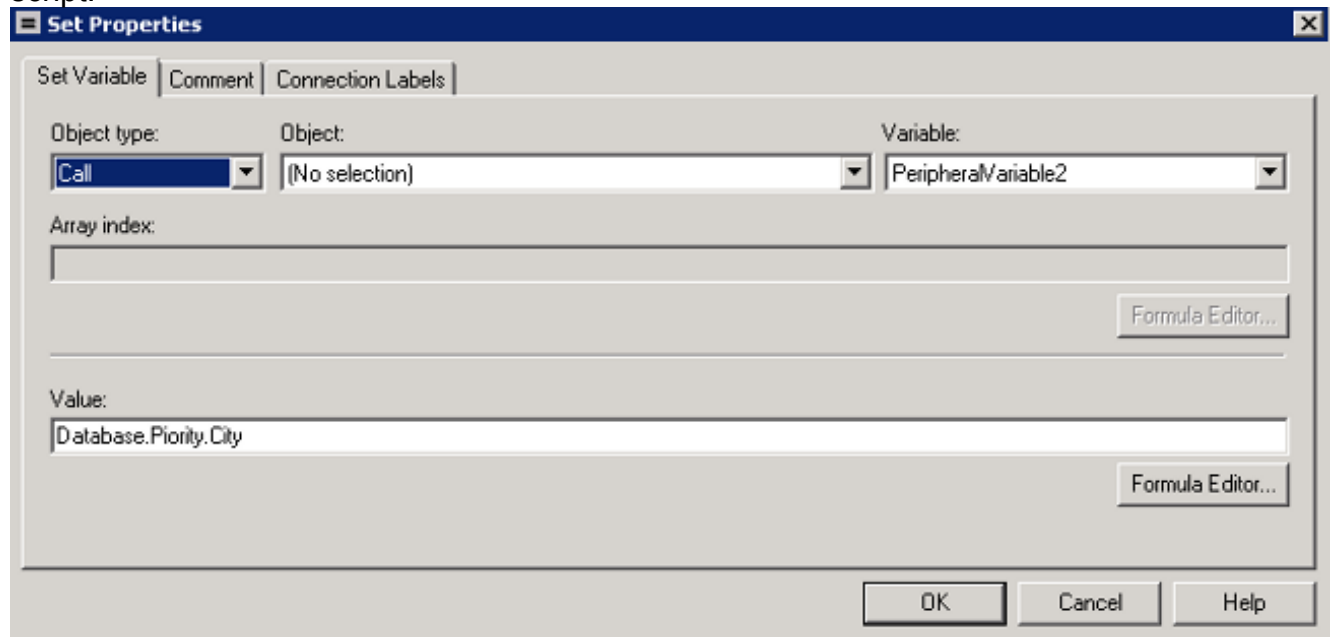 Set Properties
Set Variable Comment Connection Labels
Object type: Object: Variable:
Call (No selection) PeripheralVariable2
Array index:
Formula Editor...
Value:
Database.Piority.City
Formula Editor...
OK Cancel Help